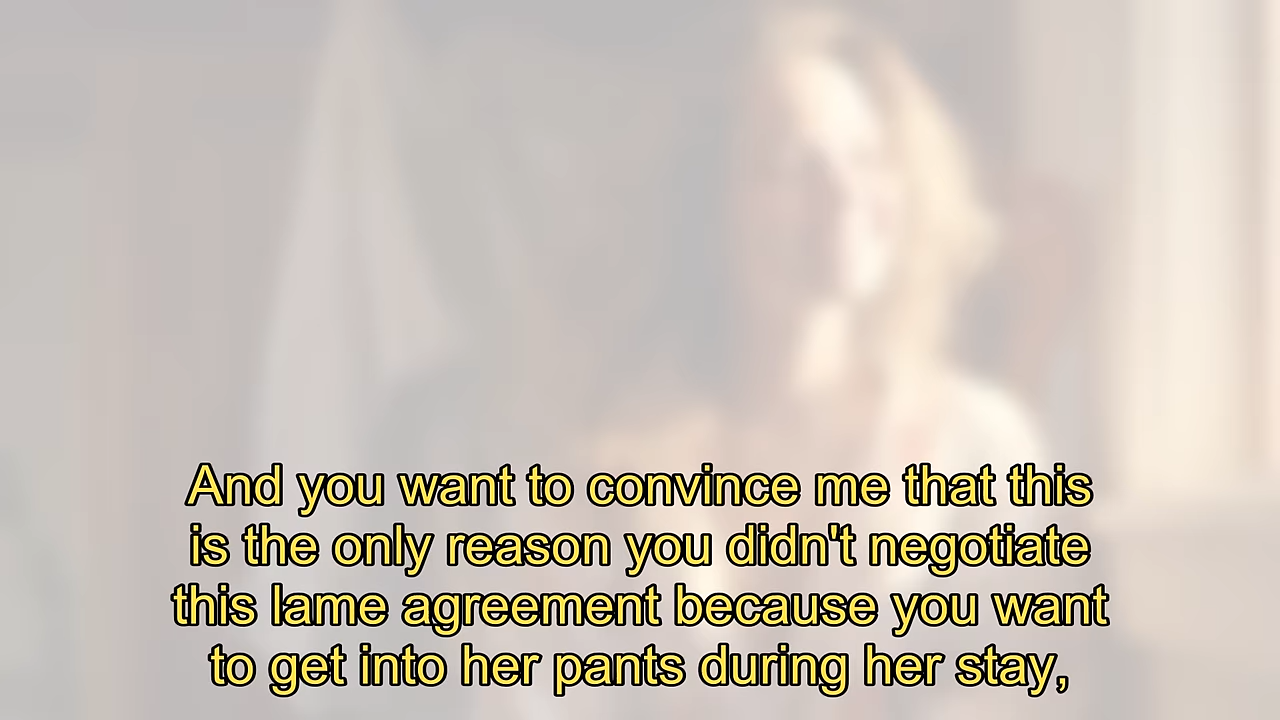 And you want to convince me that this
is the only reason you didn't negotiate
this lame agreement because you want
to get into her pants during her stay,